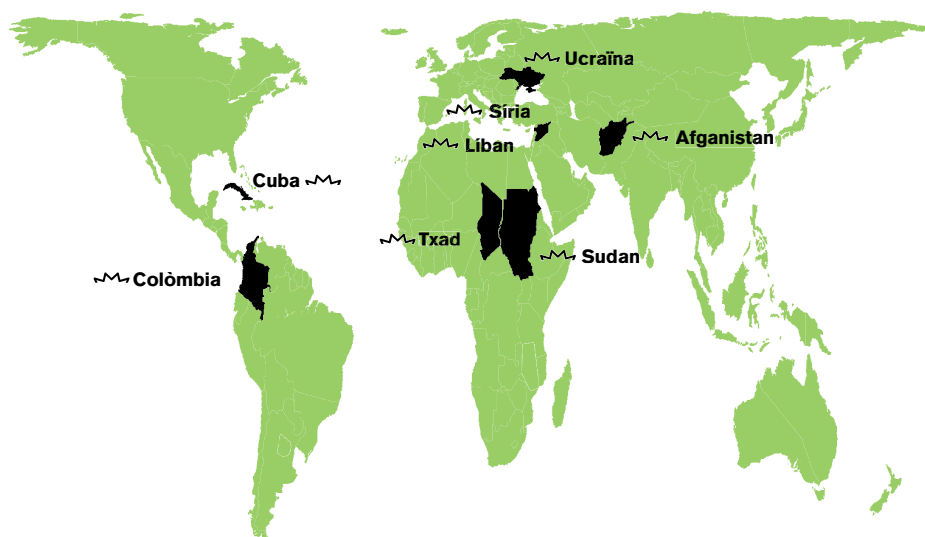 Ucraïna
Síria
Afganistan
Líban
Cuba
Txad
Sudan
Colòmbia